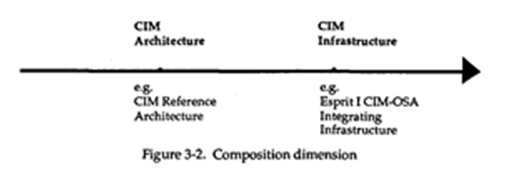 CIM
Architecture
CIM
Infrastructure
e.g.
CIM Reference
Architecture
e.g.
Esprit I CIM-OSA
Integrating
Infrastructure
Figure 3-2. Composition dimension